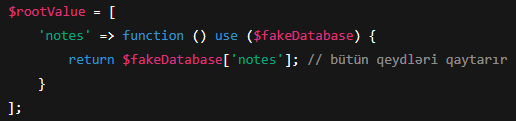 $rootValue = [
    'notes' => function () use ($fakeDatabase) {
        return $fakeDatabase['notes']; // bütün qeydləri qaytarır
    }
];